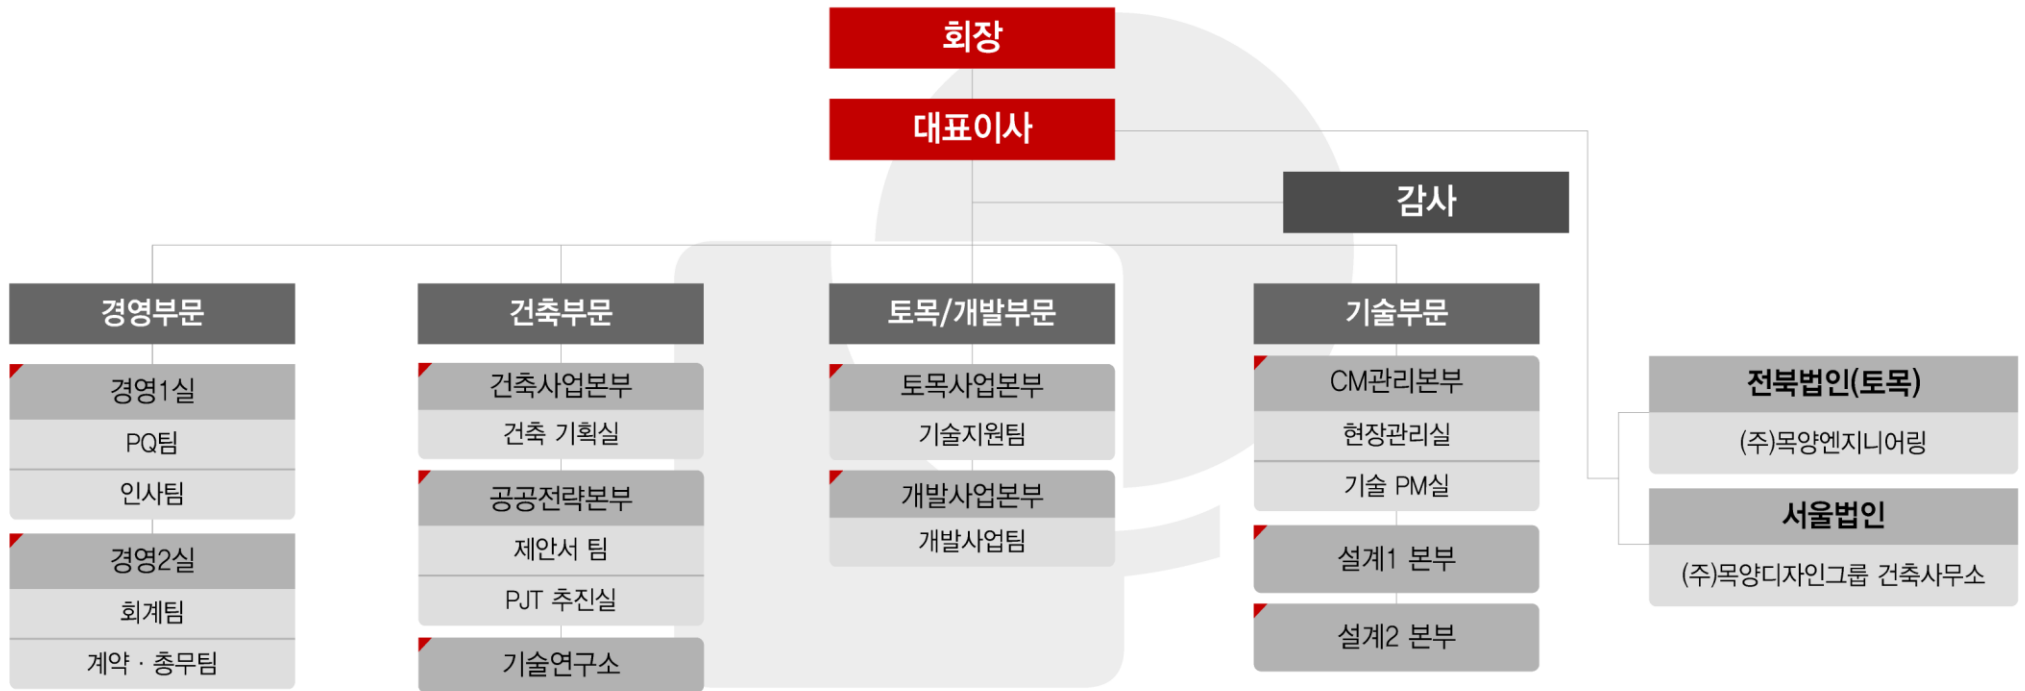 회장
대표이사
감사
경영부문
경영1실
PQ팀
인사팀
경영2실
회계팀
계약 · 총무팀
건축부문
건축사업본부
건축 기획실
공공전략본부
제안서 팀
PJT 추진실
기술연구소
토목/개발부문
토목사업본부
기술지원팀
개발사업본부
개발사업팀
기술부문
CM관리본부
현장관리실
기술 PM실
설계1 본부
설계2 본부
전북법인(토목)
(주)목양엔지니어링
서울법인
(주)목양디자인그룹 건축사무소